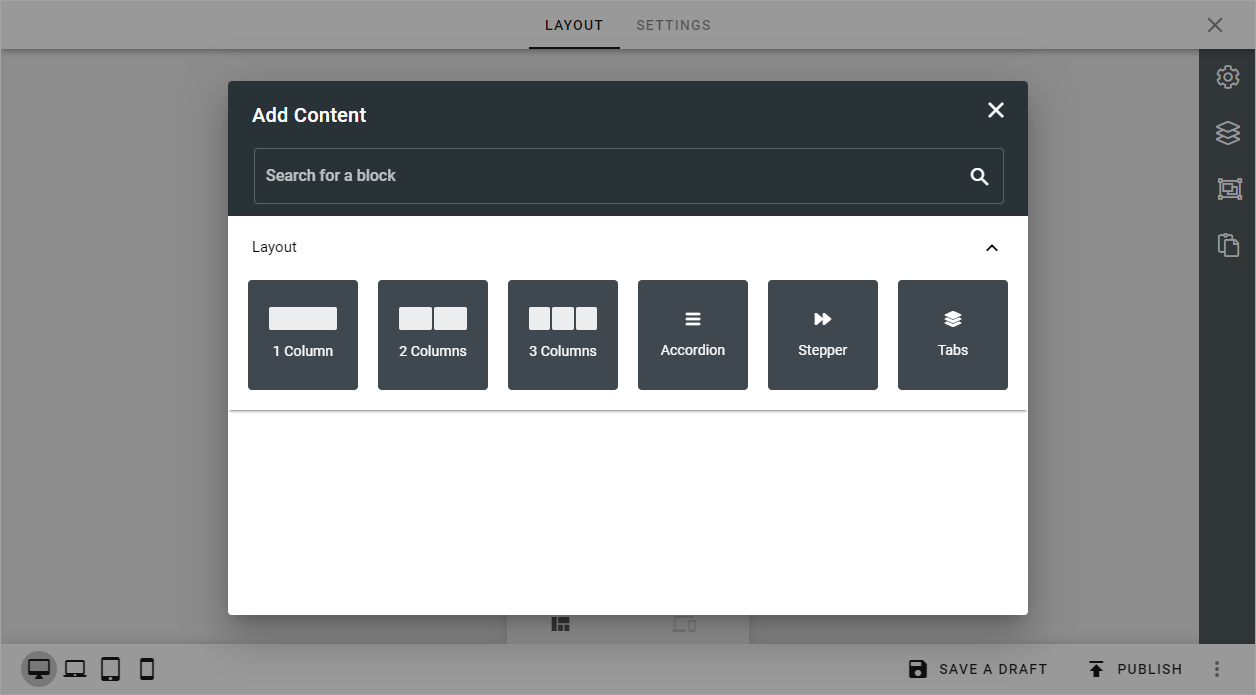 LAYOUT SETTINGS
Add Content
Search for a block
Layout
1 Column 2 Columns 3 Columns Accordion Stepper Tabs
SAVE A DRAFT PUBLISH